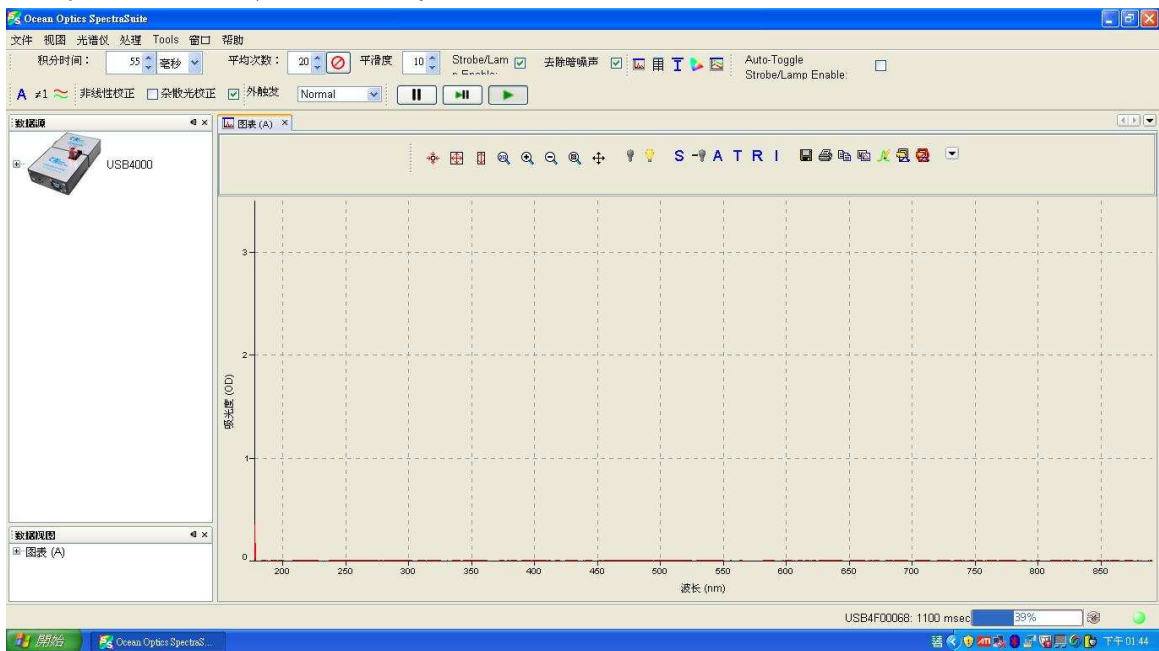 Ocean Optics SpectraSuite
文件 视图 光谱仪 处理 Tools 窗口 帮助
积分时间： 55 毫秒 平均次数： 20 平滑度 10 Strobe/Lam 去除暗噪声 Auto-Toggle
Strobe/Lamp Enable:
A ≠1 非线性校正 杂散光校正 外触发 Normal
数据源
图表 (A)
USB4000
S A T R I
3
2
1
0
吸光度 (OD)
200 250 300 350 400 450 500 550 600 650 700 750 800 850
波长 (nm)
数据视图
图表 (A)
USB4F00068: 1100 msec 39%
開始 Ocean Optics SpectraS... 下午 01:44